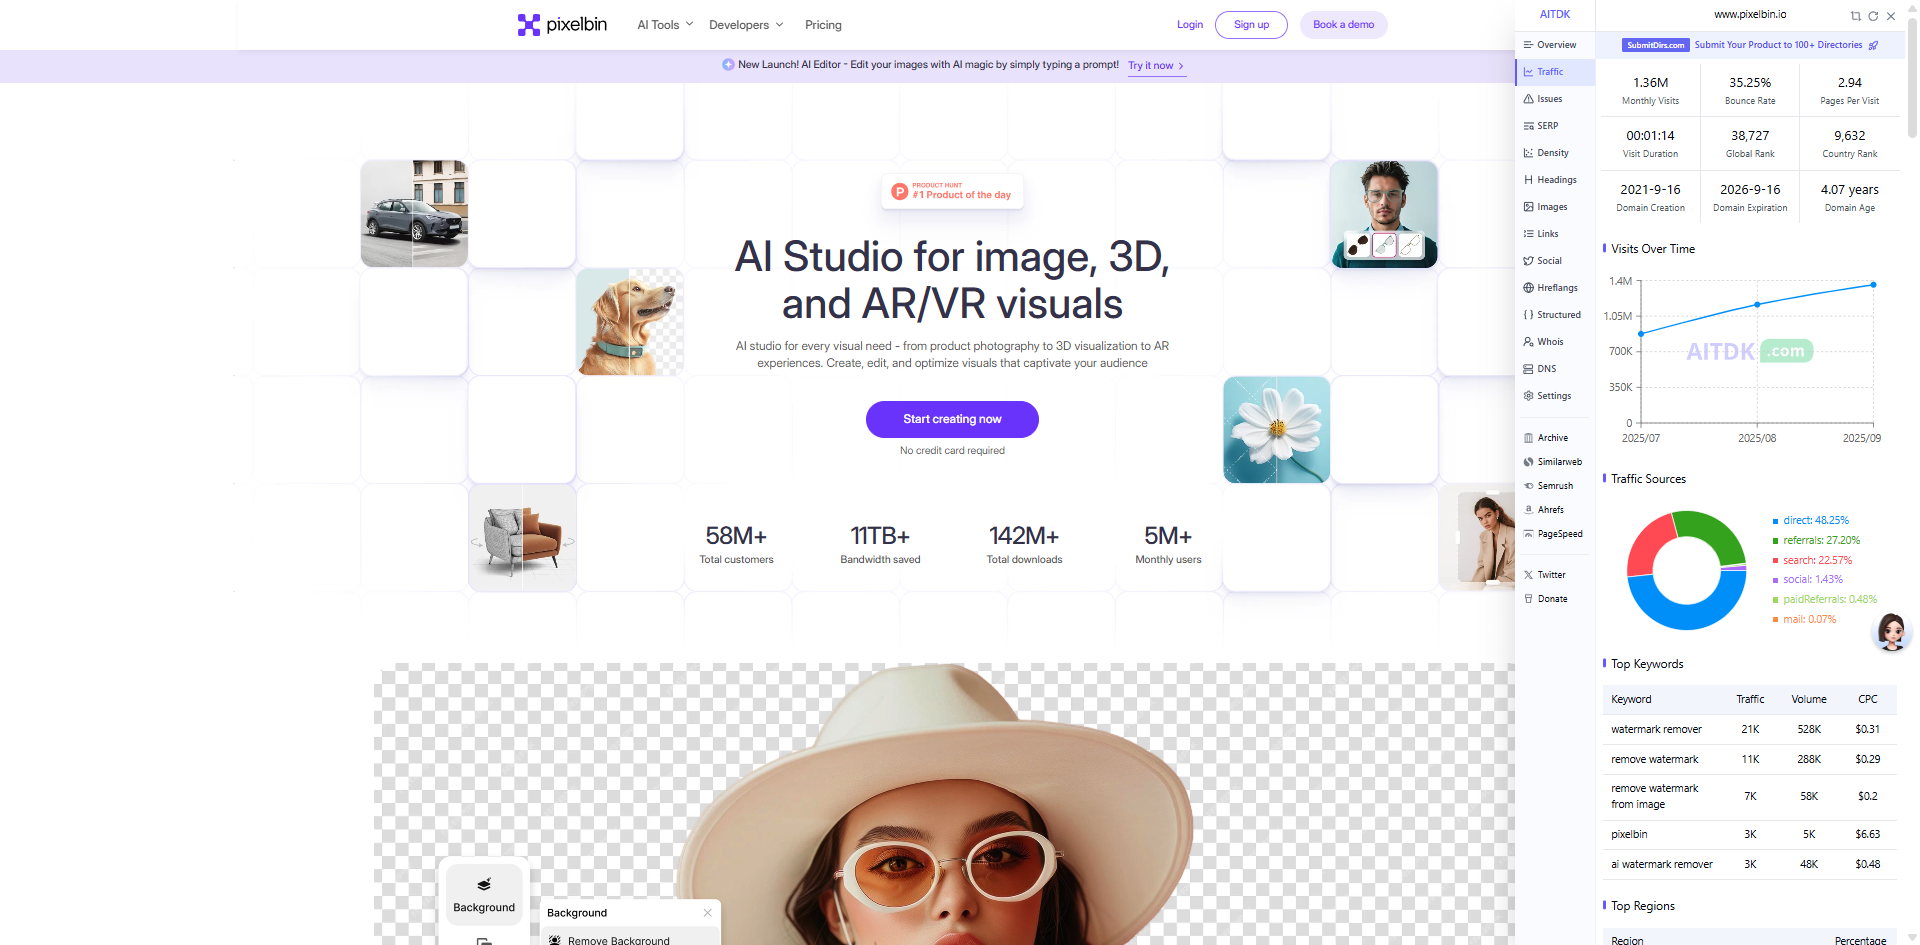 pixelbin
AI Tools
Developers
Pricing
Login
Sign up
Book a demo
New Launch! AI Editor - Edit your images with AI magic by simply typing a prompt!
Try it now
PRODUCT HUNT
#1 Product of the day
AI Studio for image, 3D,
and AR/VR visuals
AI studio for every visual need - from product photography to 3D visualization to AR
experiences. Create, edit, and optimize visuals that captivate your audience
Start creating now
No credit card required
58M+
Total customers
11TB+
Bandwidth saved
142M+
Total downloads
5M+
Monthly users
Background
Background
Remove Background
AITDK
www.pixelbin.io
Overview
Traffic
Issues
SERP
Density
Headings
Images
Links
Social
Hreflangs
Structured
Whois
DNS
Settings
Archive
Similarweb
Semrush
Ahrefs
PageSpeed
Twitter
Donate
SubmitDirs.com Submit Your Product to 100+ Directories
1.36M
Monthly Visits
35.25%
Bounce Rate
2.94
Pages Per Visit
00:01:14
Visit Duration
38,727
Global Rank
9,632
Country Rank
2021-9-16
Domain Creation
2026-9-16
Domain Expiration
4.07 years
Domain Age
Visits Over Time
1.4M
1.05M
700K
350K
0
2025/07
2025/08
2025/09
AITDK .com
Traffic Sources
direct: 48.25%
referrals: 27.20%
search: 22.57%
social: 1.43%
paidReferrals: 0.48%
mail: 0.07%
Top Keywords
Keyword Traffic Volume CPC
watermark remover 21K 528K $0.31
remove watermark 11K 288K $0.29
remove watermark
from image 7K 58K $0.2
pixelbin 3K 5K $6.63
ai watermark remover 3K 48K $0.48
Top Regions
Region Percentage